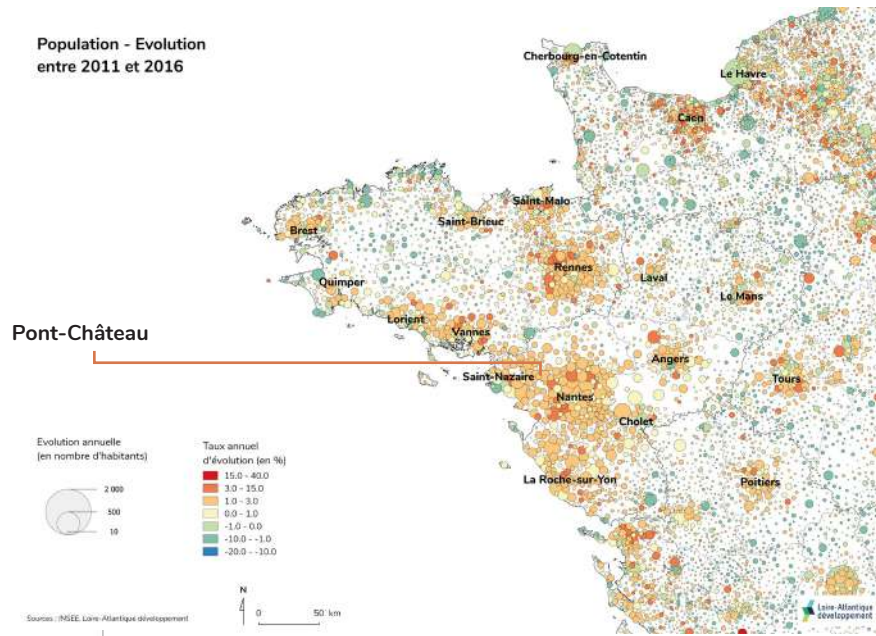 Population - Evolution
entre 2011 et 2016
Cherbourg-en-Cotentin
Le Havre
Caen
Saint-Malo
Saint-Brieuc
Brest
Rennes
Laval
Quimper
Le Mans
Lorient
Vannes
Pont-Château
Angers
Saint-Nazaire
Tours
Nantes
Cholet
La Roche-sur-Yon
Poitiers
Evolution annuelle
(en nombre d'habitants)
2 000
500
10
Taux annuel
d'évolution (en %)
15.0 - 40.0
3.0 - 15.0
1.0 - 3.0
0.0 - 1.0
-1.0 - 0.0
-10.0 - -1.0
-20.0 - -10.0
N
0 50 km
Sources : INSEE, Loire-Atlantique développement
Loire-Atlantique
développement